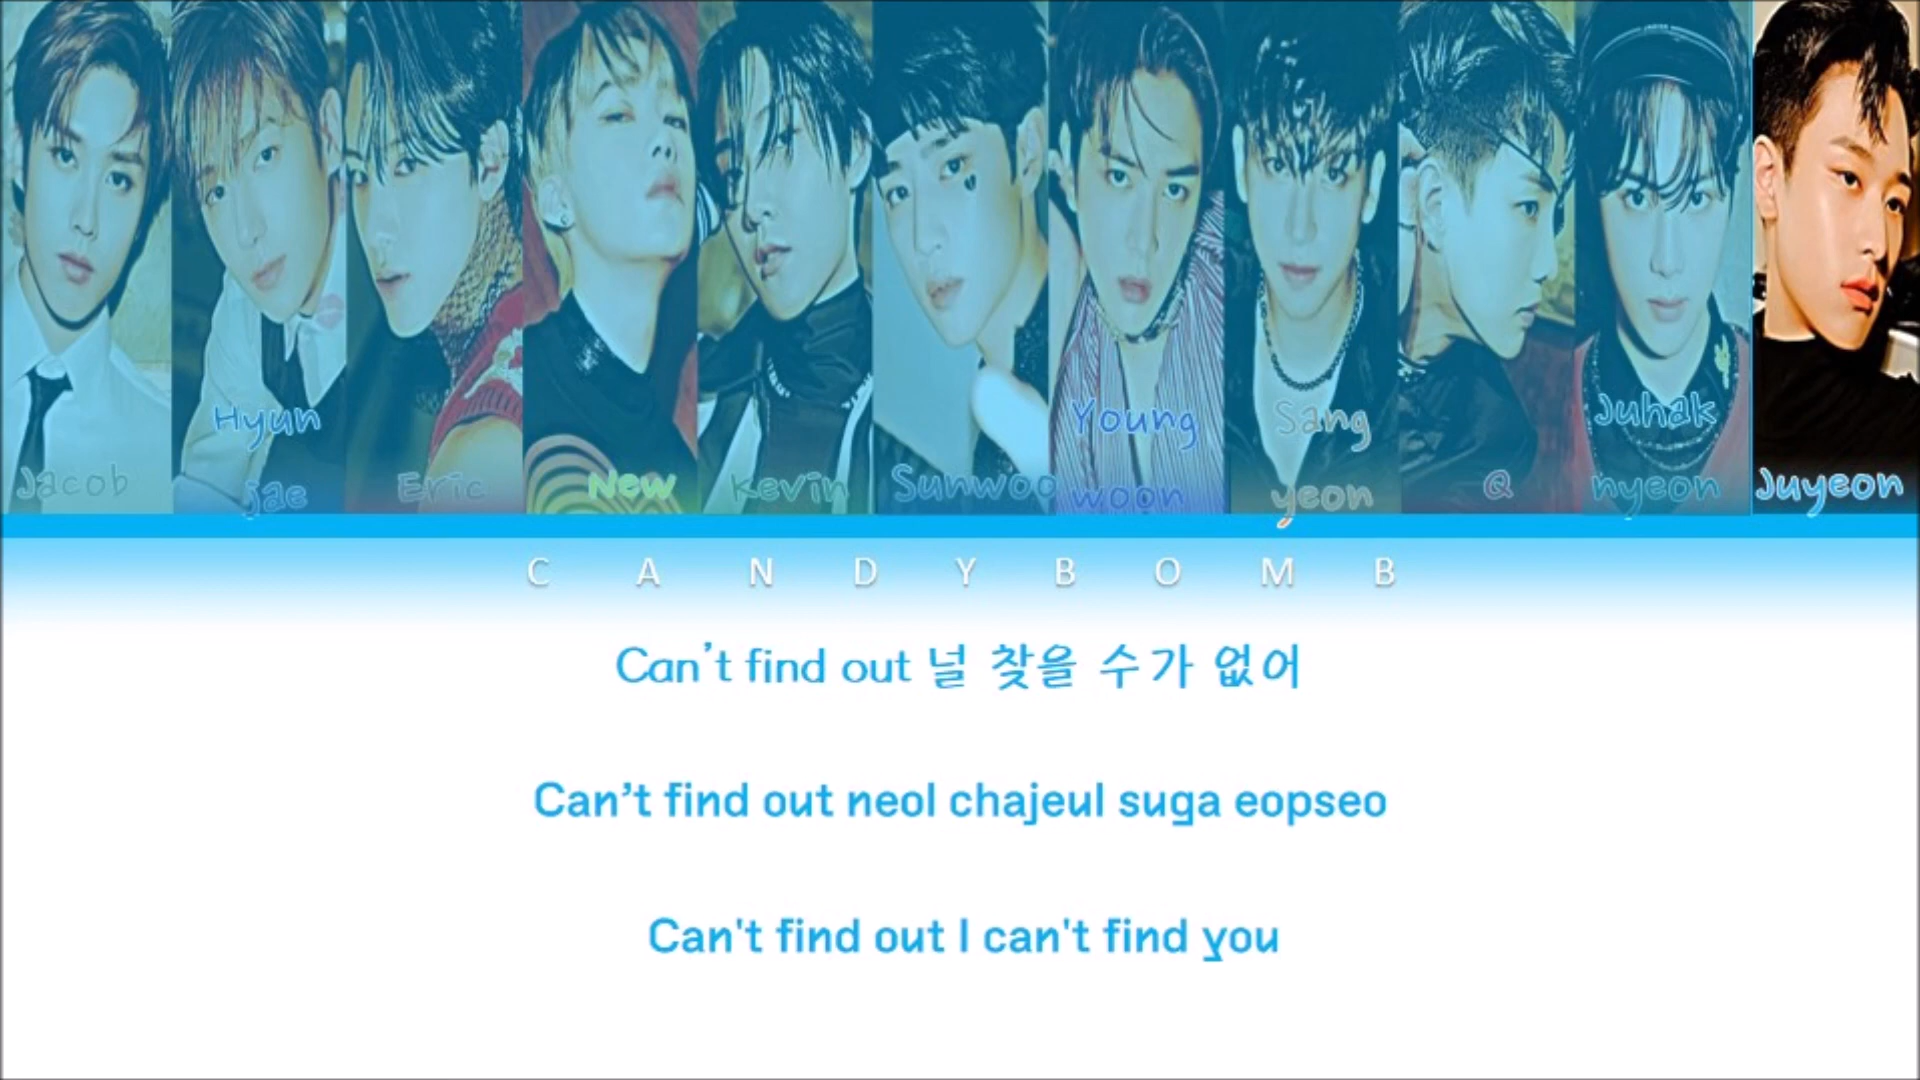 Jacob
Hyun
jae
Eric
New
Kevin
Sunwoo
Young
woon
Sang
yeon
Q
Juhak
nyeon
Juyeon
C A N D Y B O M B
Can't find out 널 찾을 수가 없어
Can't find out neol chajeul suga eopseo
Can't find out I can't find you